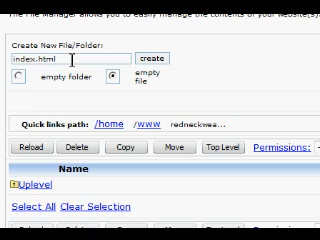 The File Manager allows you to easily manage the contents of your website(s).
Create New File/Folder:
index.html create
empty folder empty file
Quick links path: /home /www redneckwea...
Reload Delete Copy Move Top Level Permissions:
Name
Uplevel
Select All Clear Selection